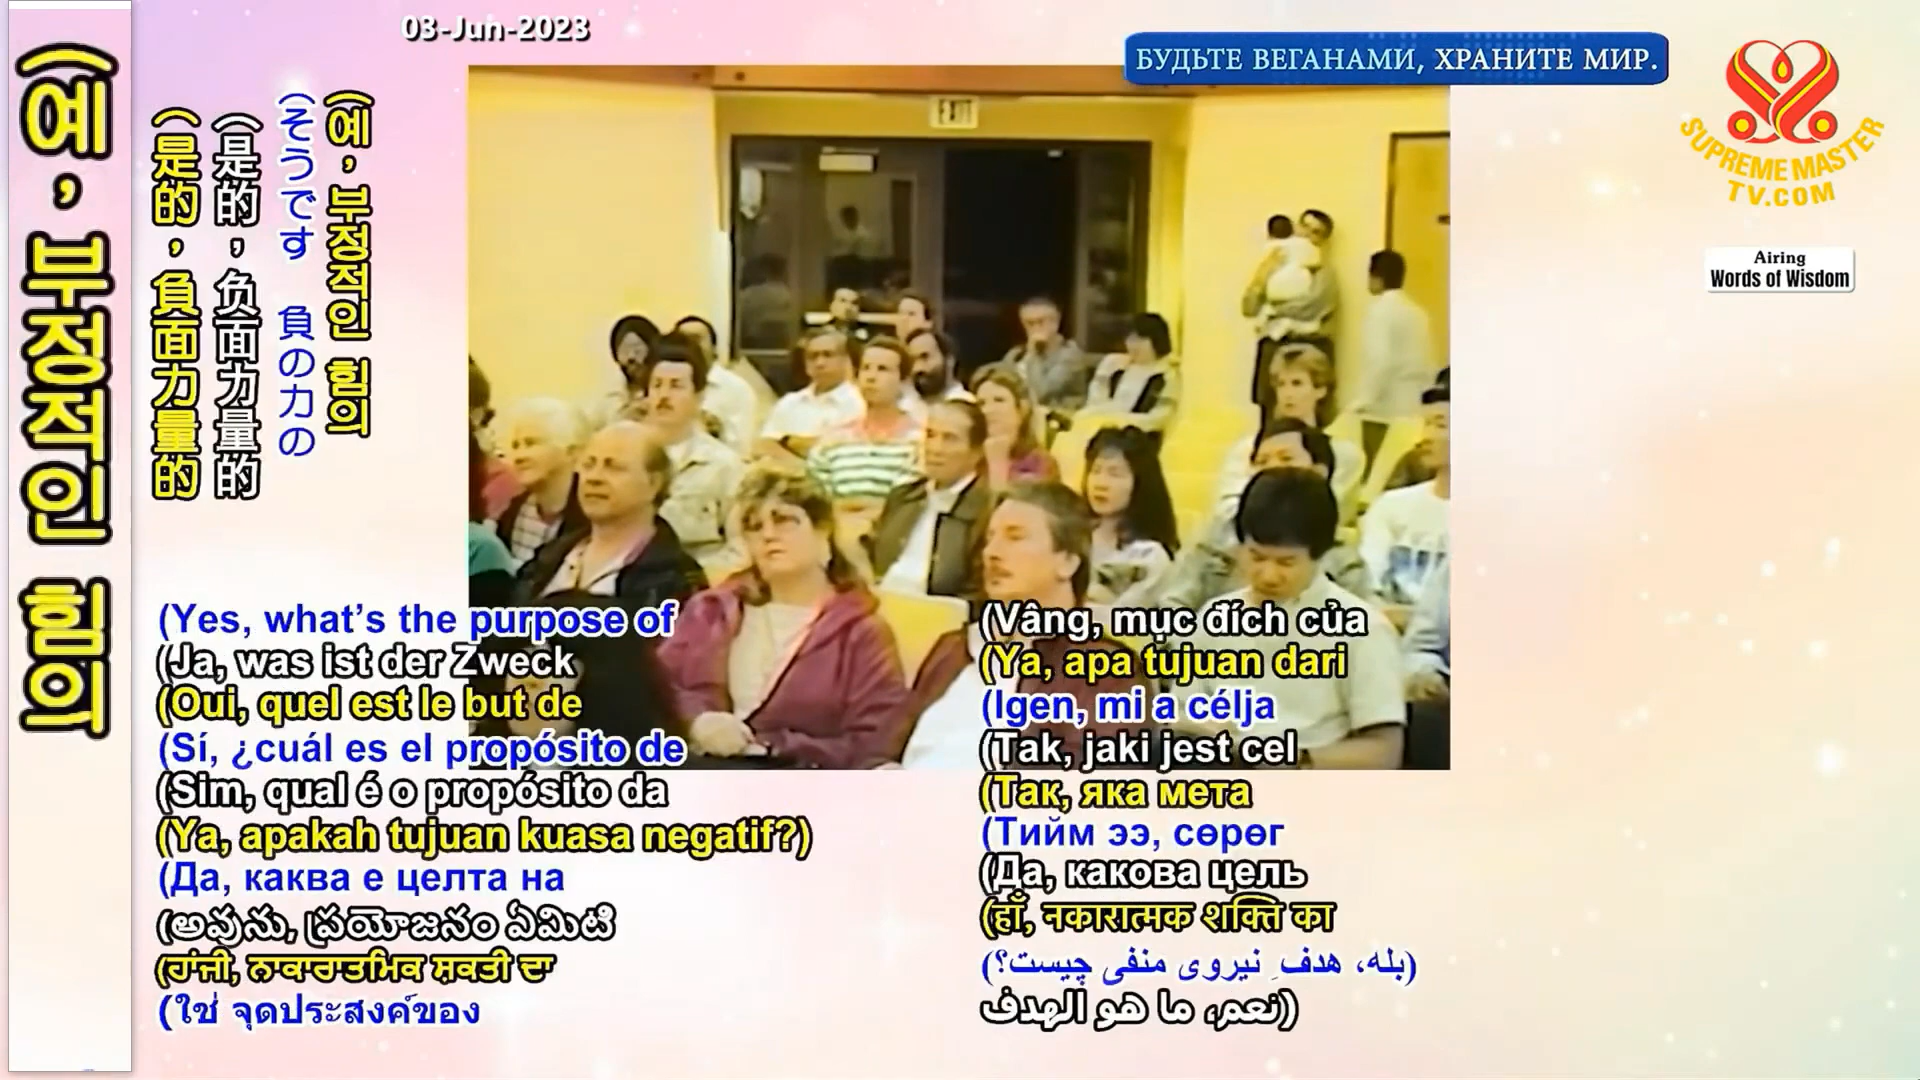 03-Jun-2023
БУДЬТЕ ВЕГАНАМИ, ХРАНИТЕ МИР.
SUPREME MASTER
TV.COM
Airing
Words of Wisdom
EXIT
(예, 부정적인 힘의
(예, 부정적인 힘의
(そうです 負の力の
(是的，负面力量的
(是的，負面力量的
(Yes, what’s the purpose of
(Ja, was ist der Zweck
(Oui, quel est le but de
(Sí, ¿cuál es el propósito de
(Sim, qual é o propósito da
(Ya, apakah tujuan kuasa negatif?)
(Да, каква е целта на
(అవును, ప్రయోజనం ఏమిటి
(ਹਾਂਜੀ, ਨਾਕਾਰਾਤਮਿਕ ਸ਼ਕਤੀ ਦਾ
(ใช่ จุดประสงค์ของ
(Vâng, mục đích của
(Ya, apa tujuan dari
(Igen, mi a célja
(Tak, jaki jest cel
(Так, яка мета
(Тийм ээ, сөрөг
(Да, какова цель
(हाँ, नकारात्मक शक्ति का
(بله، هدفِ نیروی منفی چیست؟)
(نعم، ما هو الهدف